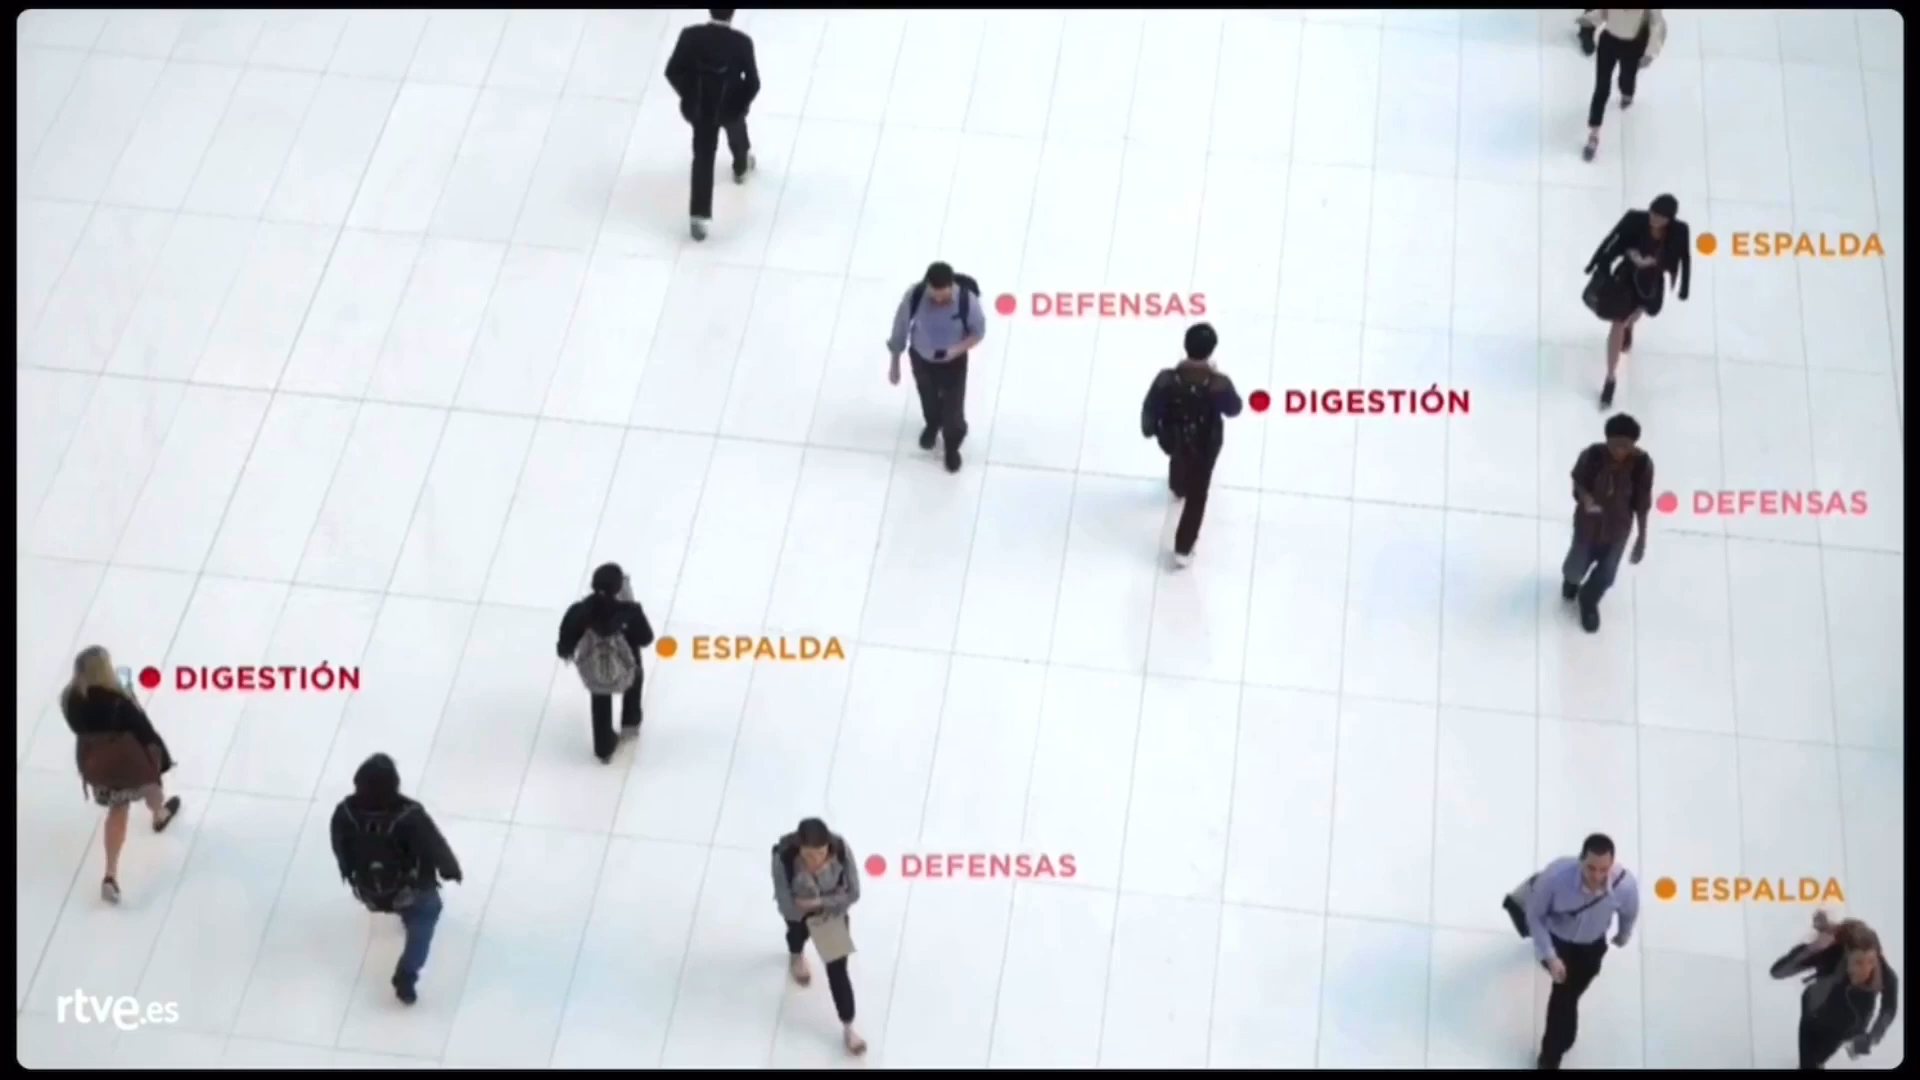 ESPALDA
DEFENSAS
DIGESTIÓN
DEFENSAS
ESPALDA
DIGESTIÓN
DEFENSAS
ESPALDA
rtve.es